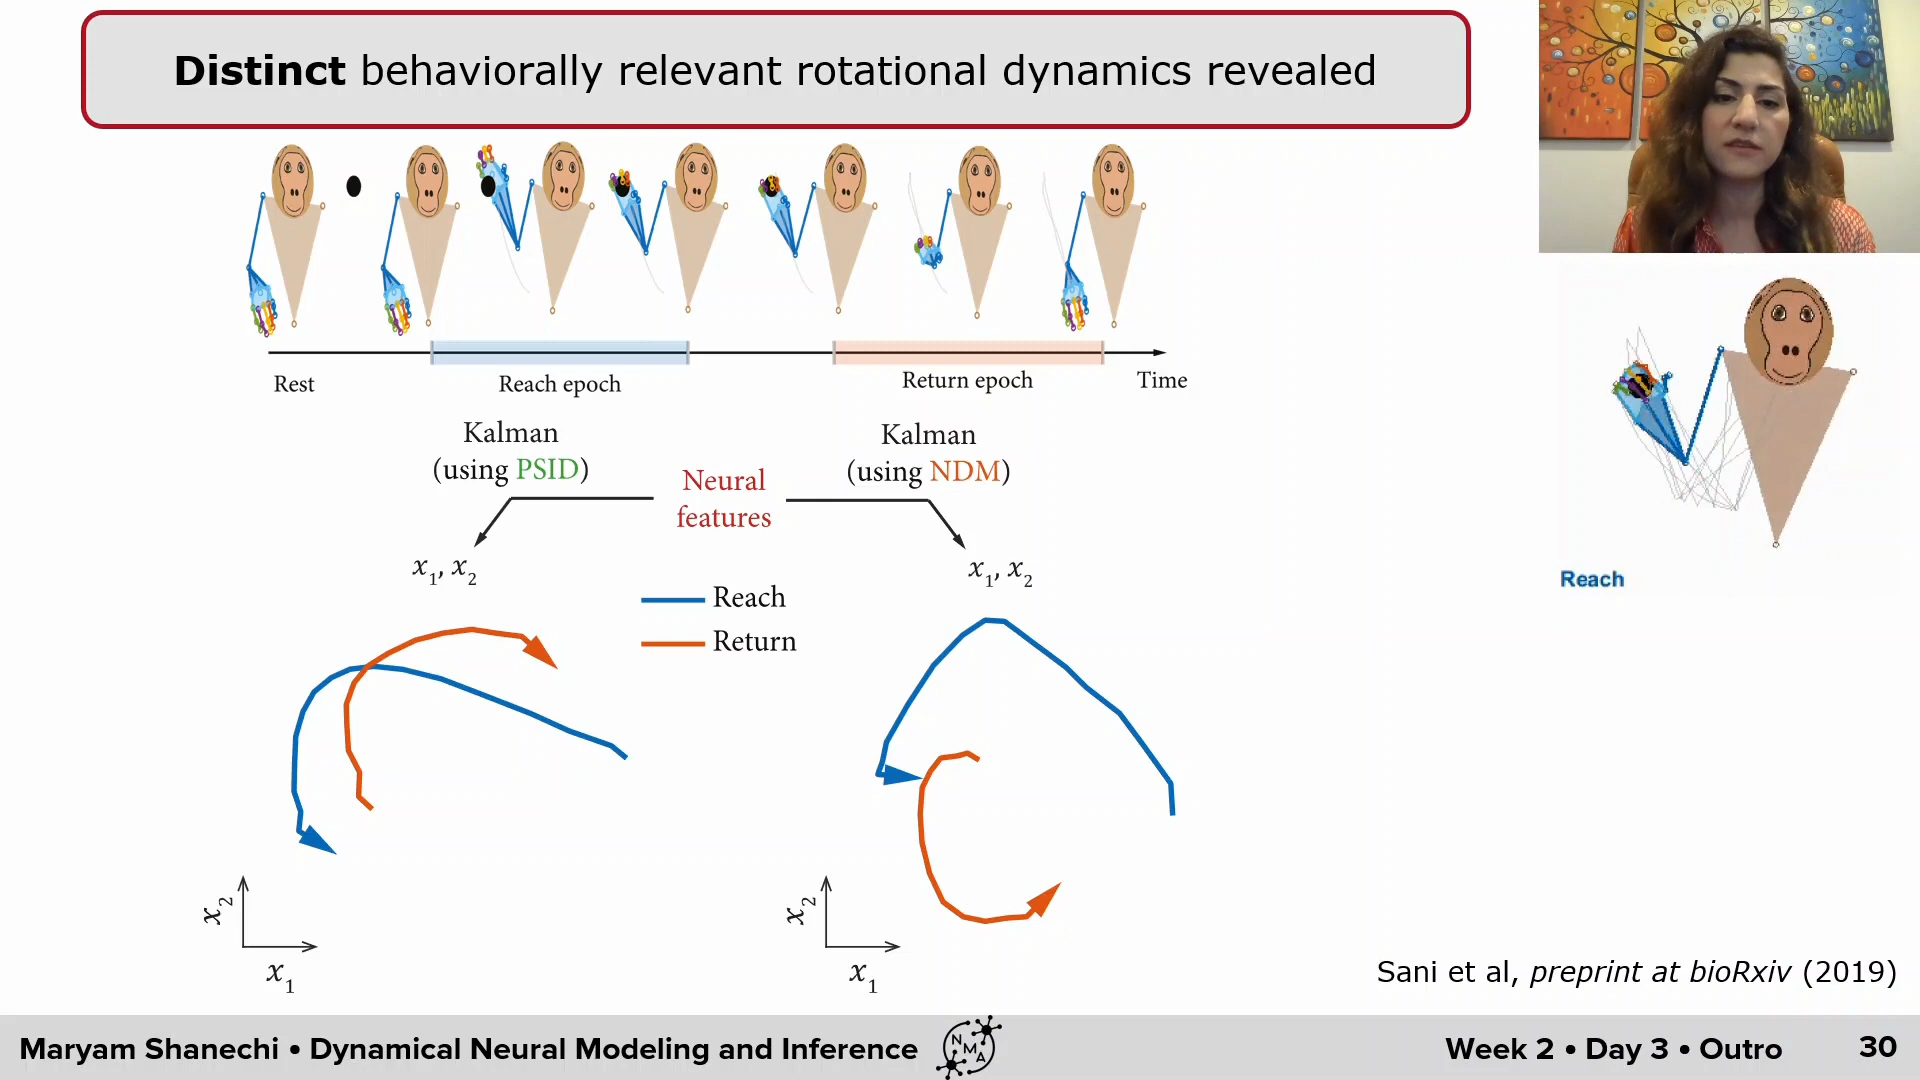 Distinct behaviorally relevant rotational dynamics revealed
Rest
Reach epoch
Return epoch
Time
Kalman
(using PSID)
Kalman
(using NDM)
Neural
features
x1, x2
x1, x2
Reach
Return
x2
x1
x2
x1
Reach
Sani et al, preprint at bioRxiv (2019)
Maryam Shanechi • Dynamical Neural Modeling and Inference
NMA
Week 2 • Day 3 • Outro
30